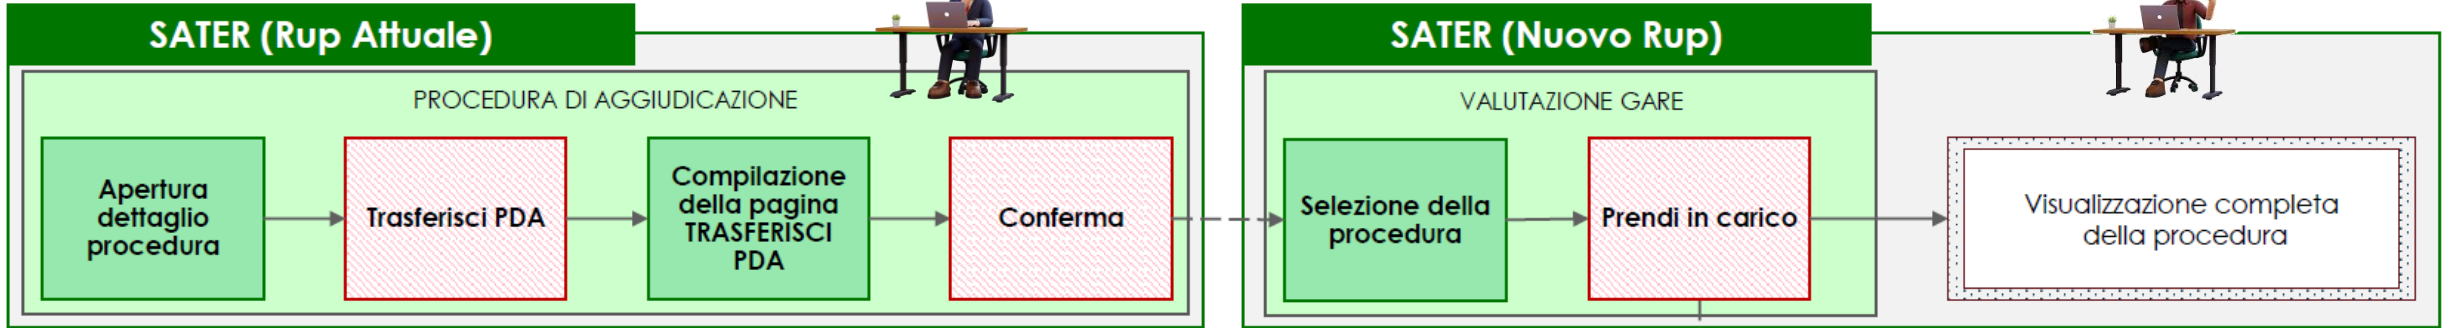 SATER (Rup Attuale)
PROCEDURA DI AGGIUDICAZIONE
Apertura
dettaglio
procedura
Trasferisci PDA
Compilazione
della pagina
TRASFERISCI
PDA
Conferma
SATER (Nuovo Rup)
VALUTAZIONE GARE
Selezione della
procedura
Prendi in carico
Visualizzazione completa
della procedura